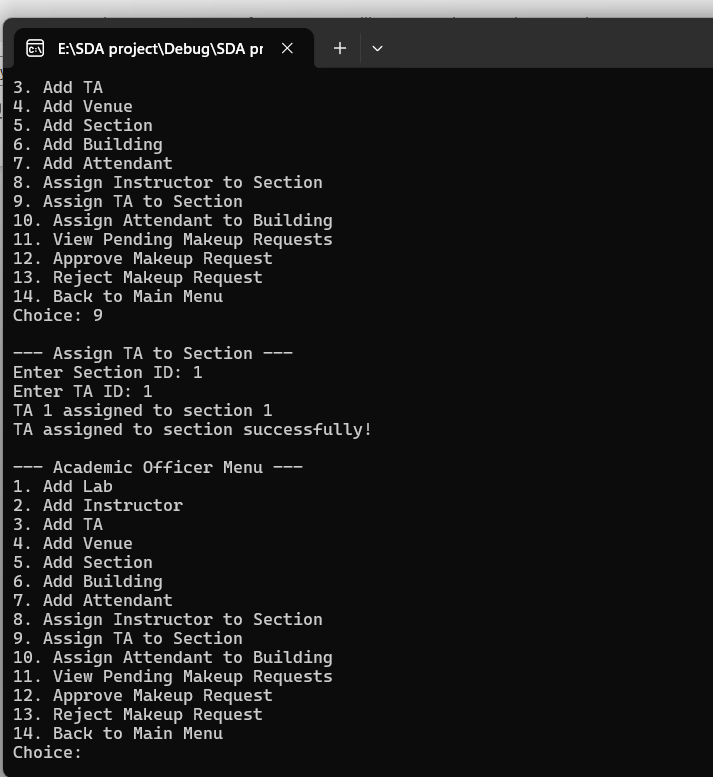 E:\SDA project\Debug\SDA pr
3. Add TA
4. Add Venue
5. Add Section
6. Add Building
7. Add Attendant
8. Assign Instructor to Section
9. Assign TA to Section
10. Assign Attendant to Building
11. View Pending Makeup Requests
12. Approve Makeup Request
13. Reject Makeup Request
14. Back to Main Menu
Choice: 9
--- Assign TA to Section ---
Enter Section ID: 1
Enter TA ID: 1
TA 1 assigned to section 1
TA assigned to section successfully!
--- Academic Officer Menu ---
1. Add Lab
2. Add Instructor
3. Add TA
4. Add Venue
5. Add Section
6. Add Building
7. Add Attendant
8. Assign Instructor to Section
9. Assign TA to Section
10. Assign Attendant to Building
11. View Pending Makeup Requests
12. Approve Makeup Request
13. Reject Makeup Request
14. Back to Main Menu
Choice: